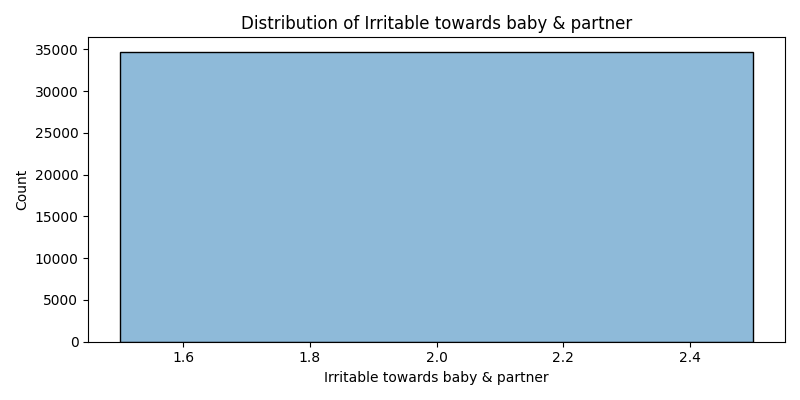 Distribution of Irritable towards baby & partner
35000
30000
25000
20000
15000
10000
5000
0
Count
1.6 1.8 2.0 2.2 2.4
Irritable towards baby & partner